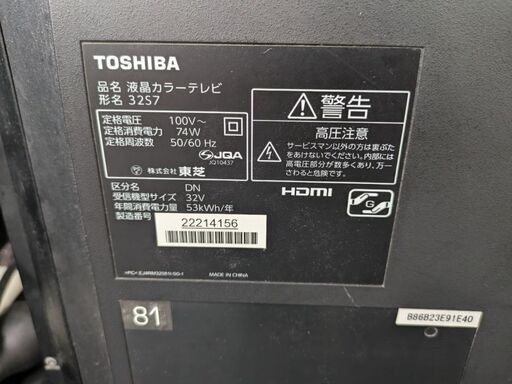 TOSHIBA
品名 液晶カラーテレビ
形名 32S7
定格電圧 100V～
定格消費電力 74W
定格周波数 50/60 Hz
JQA
JQ10437
株式会社 東芝
区分名 DN
受信機型サイズ 32V
年間消費電力量 53kWh/年
製造番号
22214156
MADE IN CHINA
警告
高圧注意
サービスマン以外の方は裏ぶた
をあけないでください。内部には
高電圧部分が数多くあり、万一
さわると危険です。
HDMI
G
81
B86B23E91E40